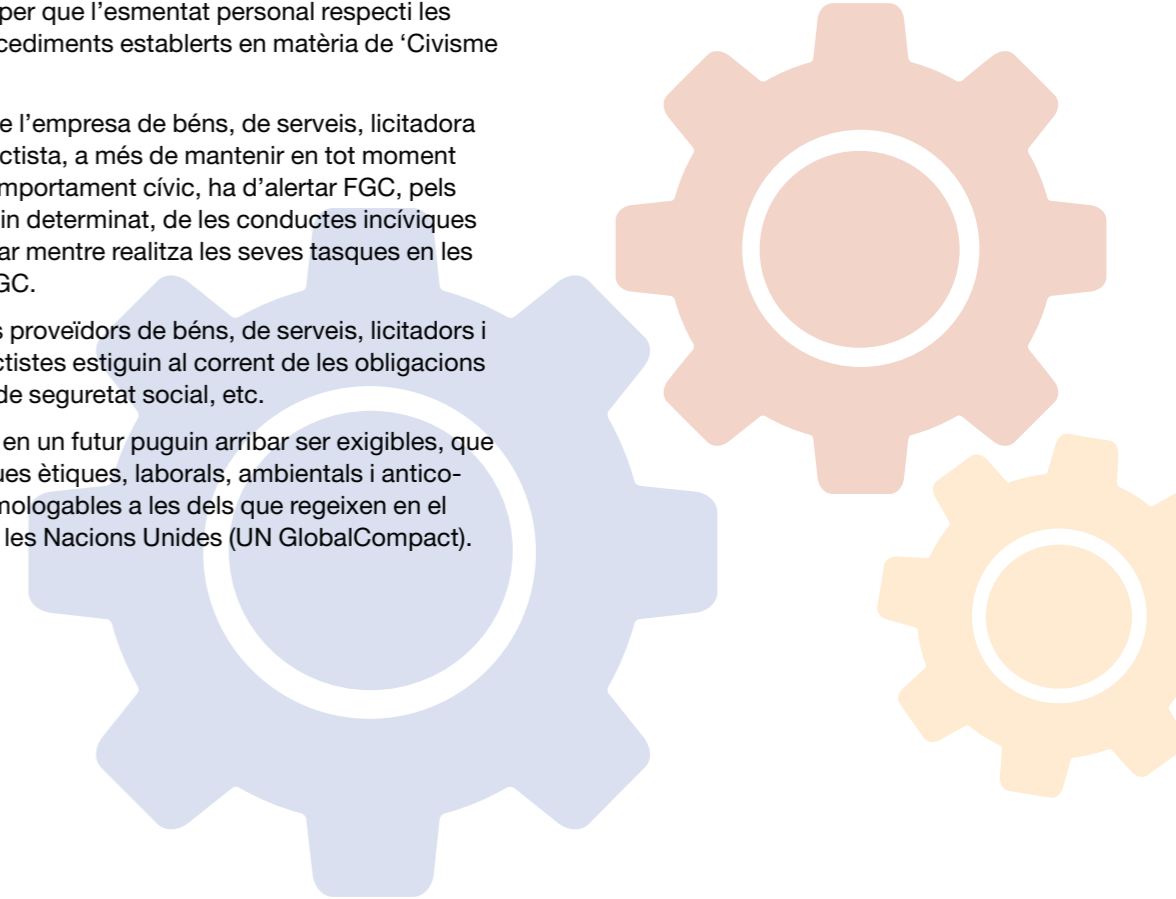 per que l’esmentat personal respecti les
cediments establerts en matèria de ‘Civisme
e l’empresa de béns, de serveis, licitadora
ctista, a més de mantenir en tot moment
mportament cívic, ha d’alertar FGC, pels
in determinat, de les conductes incíviques
ar mentre realitza les seves tasques en les
GC.
s proveïdors de béns, de serveis, licitadors i
ctistes estiguin al corrent de les obligacions
de seguretat social, etc.
en un futur puguin arribar ser exigibles, que
ues ètiques, laborals, ambientals i antico-
mologables a les dels que regeixen en el
les Nacions Unides (UN GlobalCompact).